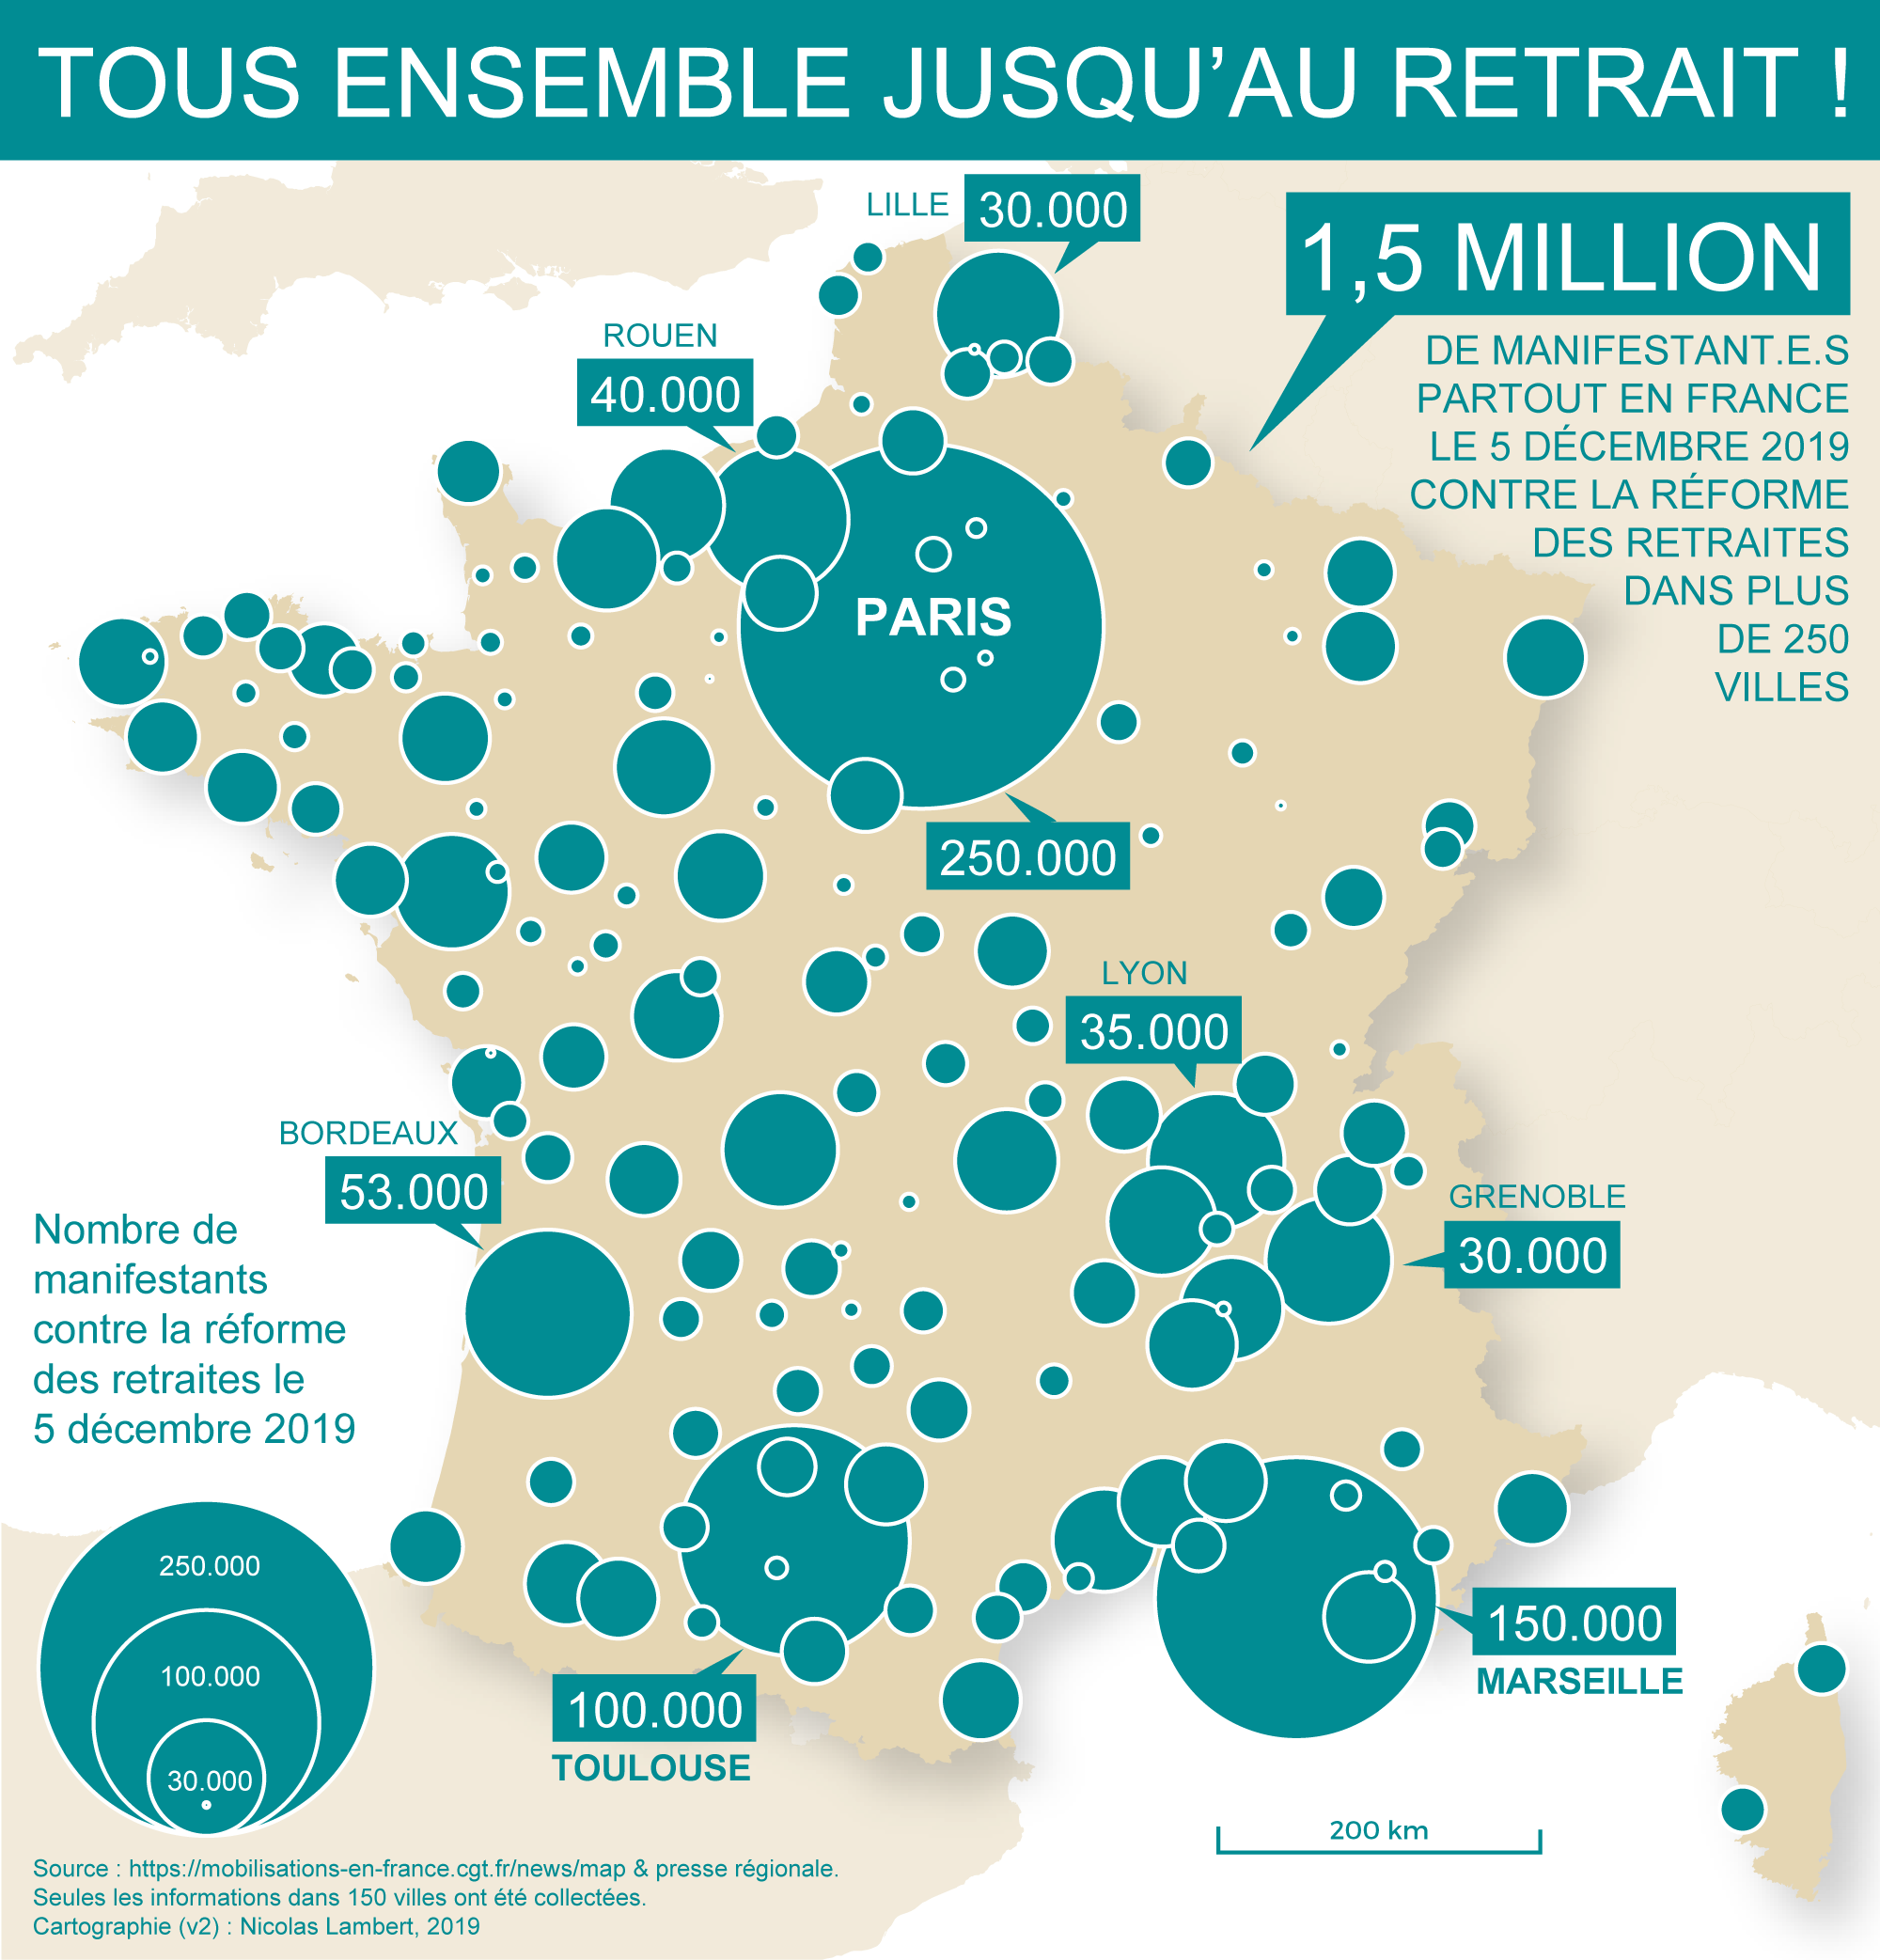 TOUS ENSEMBLE JUSQU'AU RETRAIT !
LILLE
30.000
1,5 MILLION
DE MANIFESTANT.E.S
PARTOUT EN FRANCE
LE 5 DÉCEMBRE 2019
CONTRE LA RÉFORME
DES RETRAITES
DANS PLUS
DE 250
VILLES
ROUEN
40.000
PARIS
250.000
LYON
35.000
BORDEAUX
53.000
GRENOBLE
30.000
Nombre de
manifestants
contre la réforme
des retraites le
5 décembre 2019
250.000
100.000
30.000
150.000
MARSEILLE
100.000
TOULOUSE
200 km
Source : https://mobilisations-en-france.cgt.fr/news/map & presse régionale.
Seules les informations dans 150 villes ont été collectées.
Cartographie (v2) : Nicolas Lambert, 2019